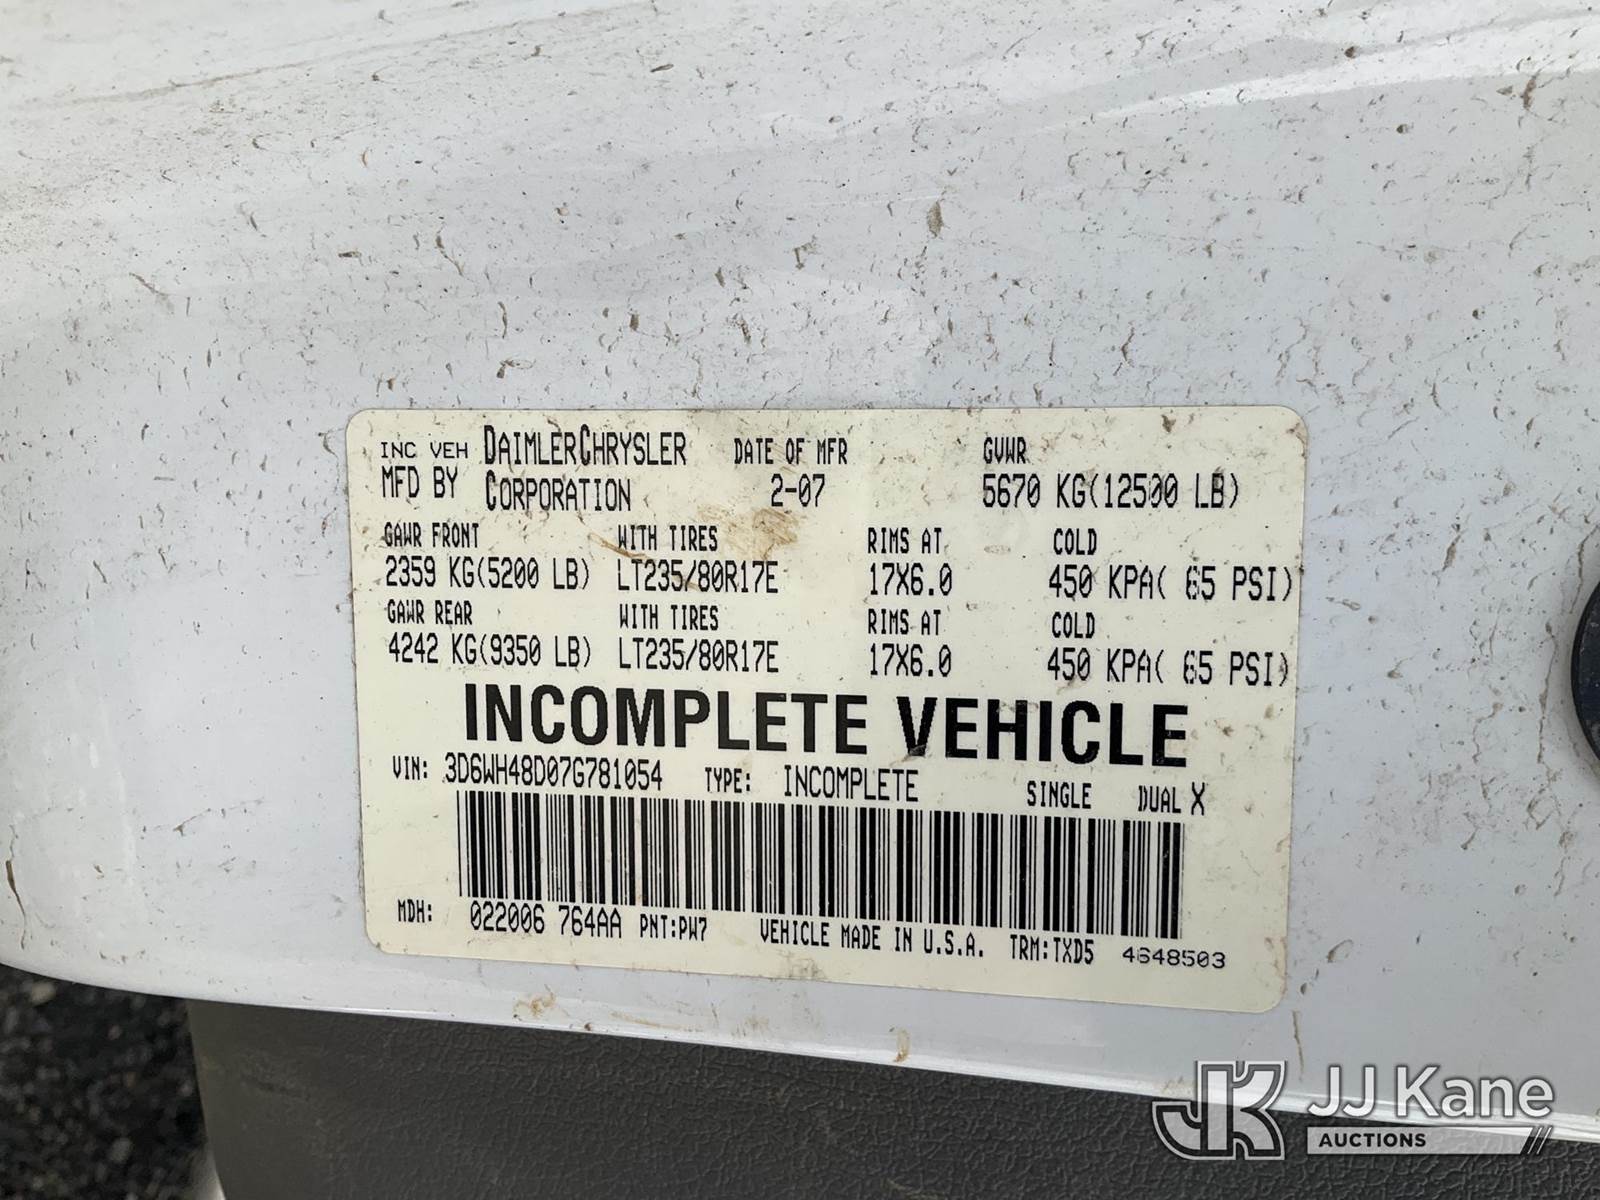 INC VEH DAIMLERCHRYSLER DATE OF MFR GVWR
MFD BY CORPORATION 2-07 5670 KG(12500 LB)
GAWR FRONT WITH TIRES RIMS AT COLD
2359 KG(5200 LB) LT235/80R17E 17X6.0 450 KPA( 65 PSI)
GAWR REAR WITH TIRES RIMS AT COLD
4242 KG(9350 LB) LT235/80R17E 17X6.0 450 KPA( 65 PSI)
INCOMPLETE VEHICLE
VIN: 3D6WH48D07G781054 TYPE: INCOMPLETE SINGLE DUAL X
MDH: 022006 764AA PNT:PW7 VEHICLE MADE IN U.S.A. TRM:TXD5 4648503
JK JJ Kane
AUCTIONS